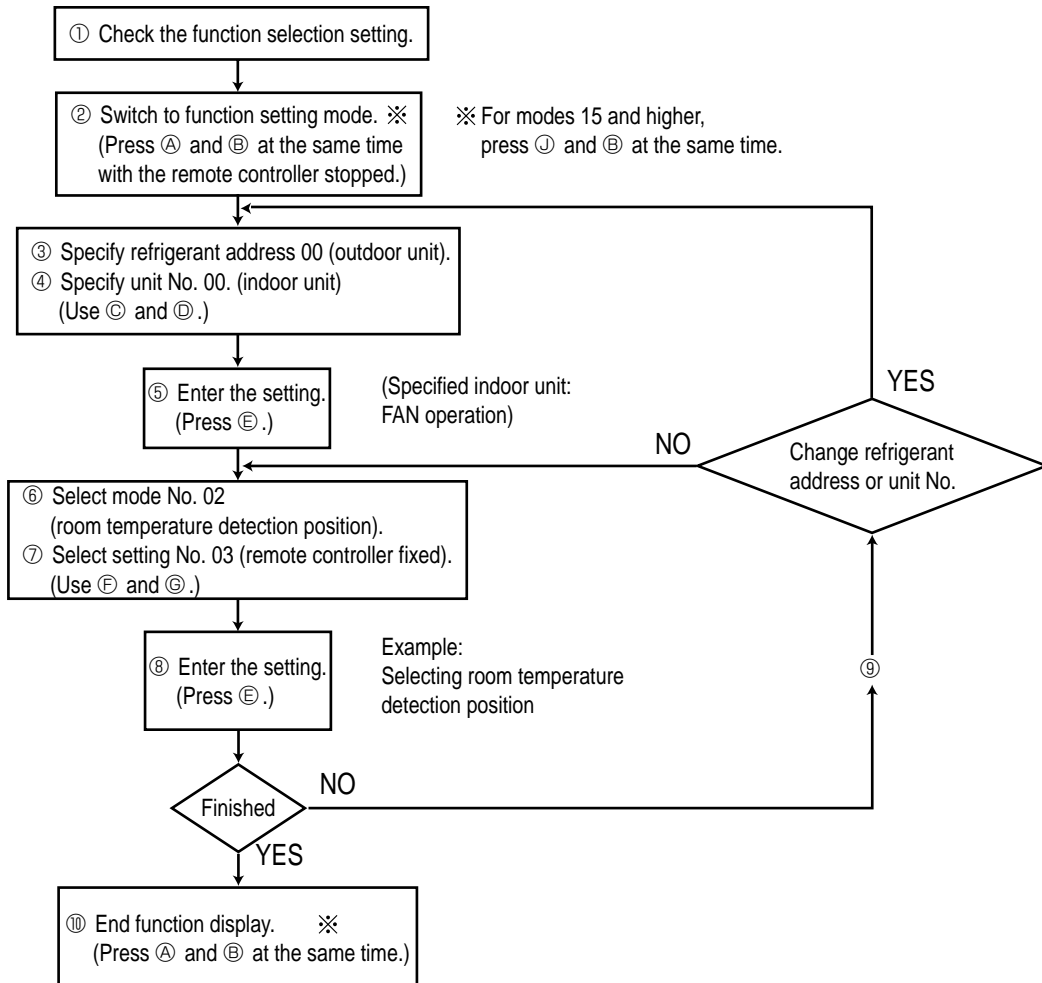 ① Check the function selection setting.
② Switch to function setting mode. ※
(Press Ⓐ and Ⓑ at the same time
with the remote controller stopped.)
※ For modes 15 and higher,
press Ⓙ and Ⓑ at the same time.
③ Specify refrigerant address 00 (outdoor unit).
④ Specify unit No. 00. (indoor unit)
(Use Ⓒ and Ⓓ.)
⑤ Enter the setting.
(Press Ⓔ.)
(Specified indoor unit:
FAN operation)
YES
NO
Change refrigerant
address or unit No.
⑥ Select mode No. 02
(room temperature detection position).
⑦ Select setting No. 03 (remote controller fixed).
(Use Ⓕ and Ⓖ.)
⑧ Enter the setting.
(Press Ⓔ.)
Example:
Selecting room temperature
detection position
⑨
Finished
NO
YES
⑩ End function display. ※
(Press Ⓐ and Ⓑ at the same time.)